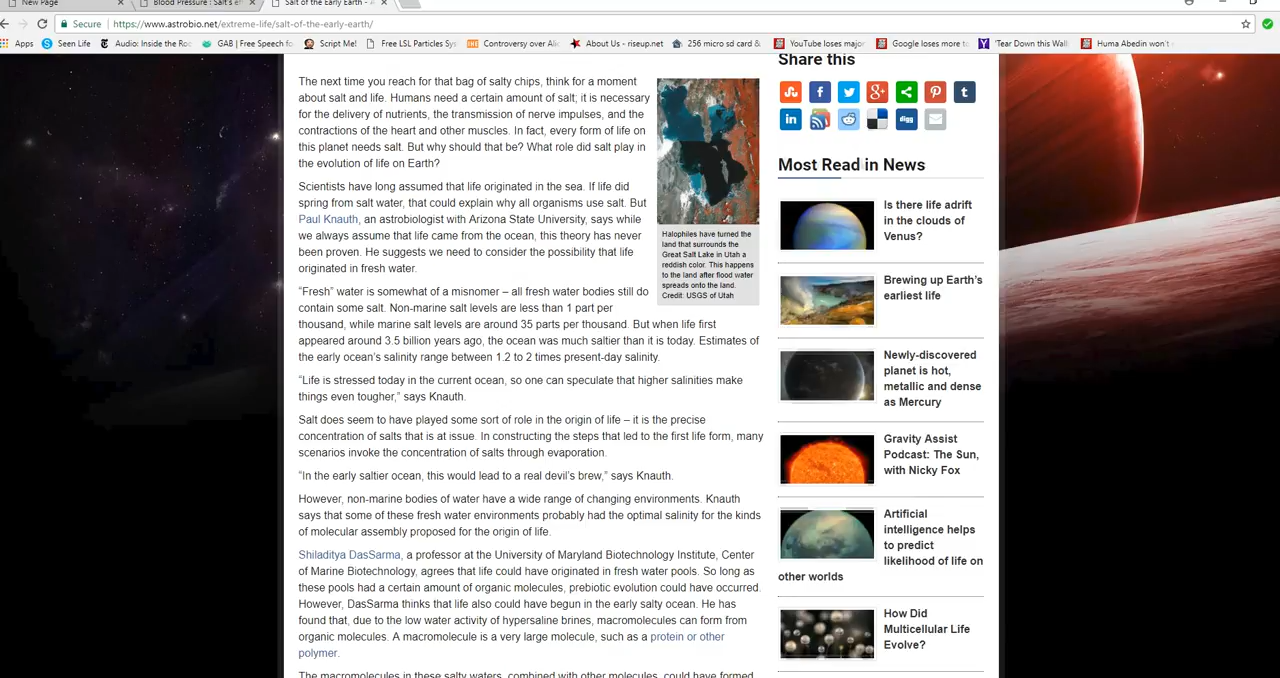 New Page
Blood Pressure : Salt's ef
Salt of the Early Earth - A
Secure
https://www.astrobio.net/extreme-life/salt-of-the-early-earth/
Apps
Seen Life
Audio: Inside the Roc
GAB | Free Speech fo
Script Me!
Free LSL Particles Sys
Controversy over Alie
About Us - riseup.net
256 micro sd card &
YouTube loses major
Google loses more t
'Tear Down this Wall
Huma Abedin won't s
The next time you reach for that bag of salty chips, think for a moment
about salt and life. Humans need a certain amount of salt; it is necessary
for the delivery of nutrients, the transmission of nerve impulses, and the
contractions of the heart and other muscles. In fact, every form of life on
this planet needs salt. But why should that be? What role did salt play in
the evolution of life on Earth?
Scientists have long assumed that life originated in the sea. If life did
spring from salt water, that could explain why all organisms use salt. But
Paul Knauth, an astrobiologist with Arizona State University, says while
we always assume that life came from the ocean, this theory has never
been proven. He suggests we need to consider the possibility that life
originated in fresh water.
Halophiles have turned the
land that surrounds the
Great Salt Lake in Utah a
reddish color. This happens
to the land after flood water
spreads onto the land.
Credit: USGS of Utah
“Fresh” water is somewhat of a misnomer – all fresh water bodies still do
contain some salt. Non-marine salt levels are less than 1 part per
thousand, while marine salt levels are around 35 parts per thousand. But when life first
appeared around 3.5 billion years ago, the ocean was much saltier than it is today. Estimates of
the early ocean’s salinity range between 1.2 to 2 times present-day salinity.
“Life is stressed today in the current ocean, so one can speculate that higher salinities make
things even tougher,” says Knauth.
Salt does seem to have played some sort of role in the origin of life – it is the precise
concentration of salts that is at issue. In constructing the steps that led to the first life form, many
scenarios invoke the concentration of salts through evaporation.
“In the early saltier ocean, this would lead to a real devil’s brew,” says Knauth.
However, non-marine bodies of water have a wide range of changing environments. Knauth
says that some of these fresh water environments probably had the optimal salinity for the kinds
of molecular assembly proposed for the origin of life.
Shiladitya DasSarma, a professor at the University of Maryland Biotechnology Institute, Center
of Marine Biotechnology, agrees that life could have originated in fresh water pools. So long as
these pools had a certain amount of organic molecules, prebiotic evolution could have occurred.
However, DasSarma thinks that life also could have begun in the early salty ocean. He has
found that, due to the low water activity of hypersaline brines, macromolecules can form from
organic molecules. A macromolecule is a very large molecule, such as a protein or other
polymer.
The macromolecules in these salty waters, combined with other molecules, could have formed
Share this
digg
Most Read in News
Is there life adrift
in the clouds of
Venus?
Brewing up Earth’s
earliest life
Newly-discovered
planet is hot,
metallic and dense
as Mercury
Gravity Assist
Podcast: The Sun,
with Nicky Fox
Artificial
intelligence helps
to predict
likelihood of life on
other worlds
How Did
Multicellular Life
Evolve?